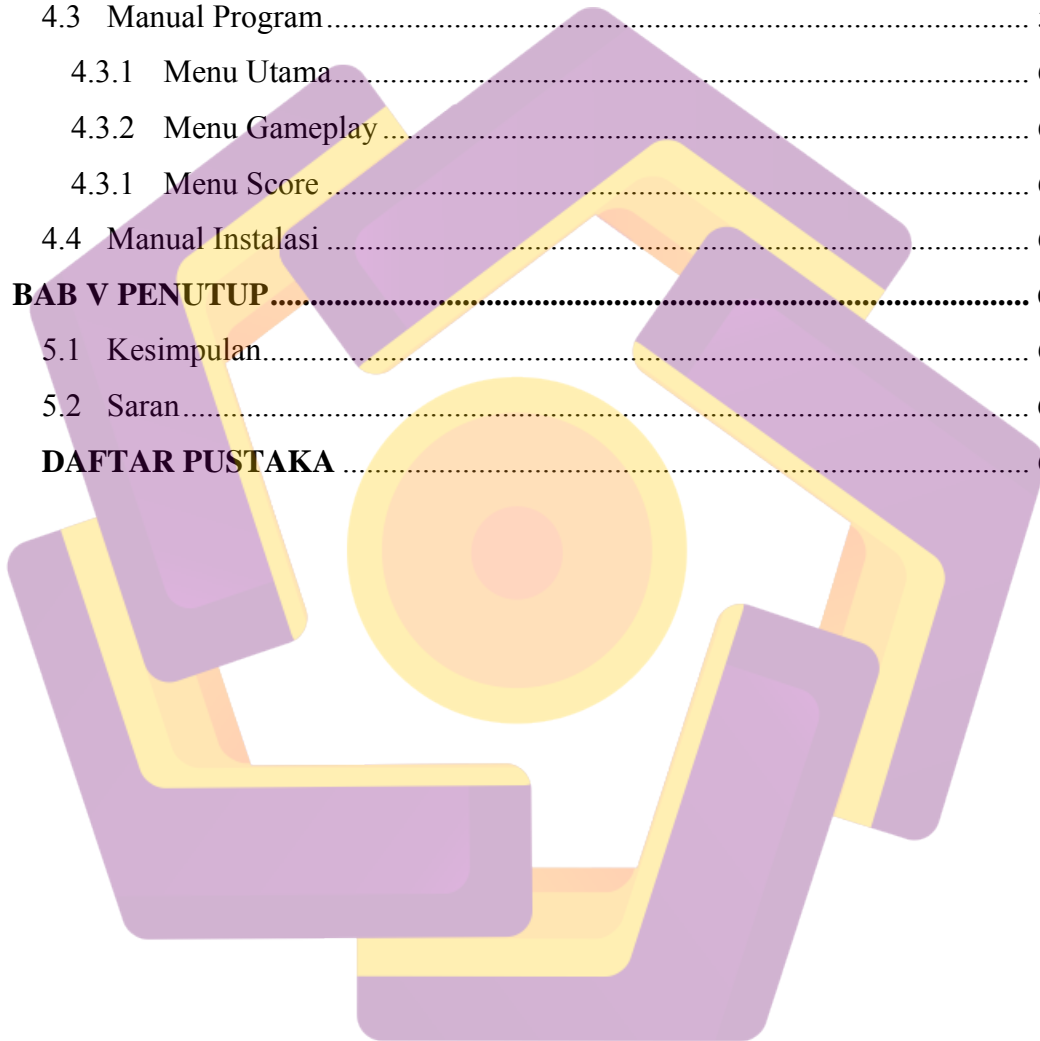 4.3 Manual Program
4.3.1 Menu Utama
4.3.2 Menu Gameplay
4.3.1 Menu Score
4.4 Manual Instalasi
BAB V PENUTUP
5.1 Kesimpulan
5.2 Saran
DAFTAR PUSTAKA